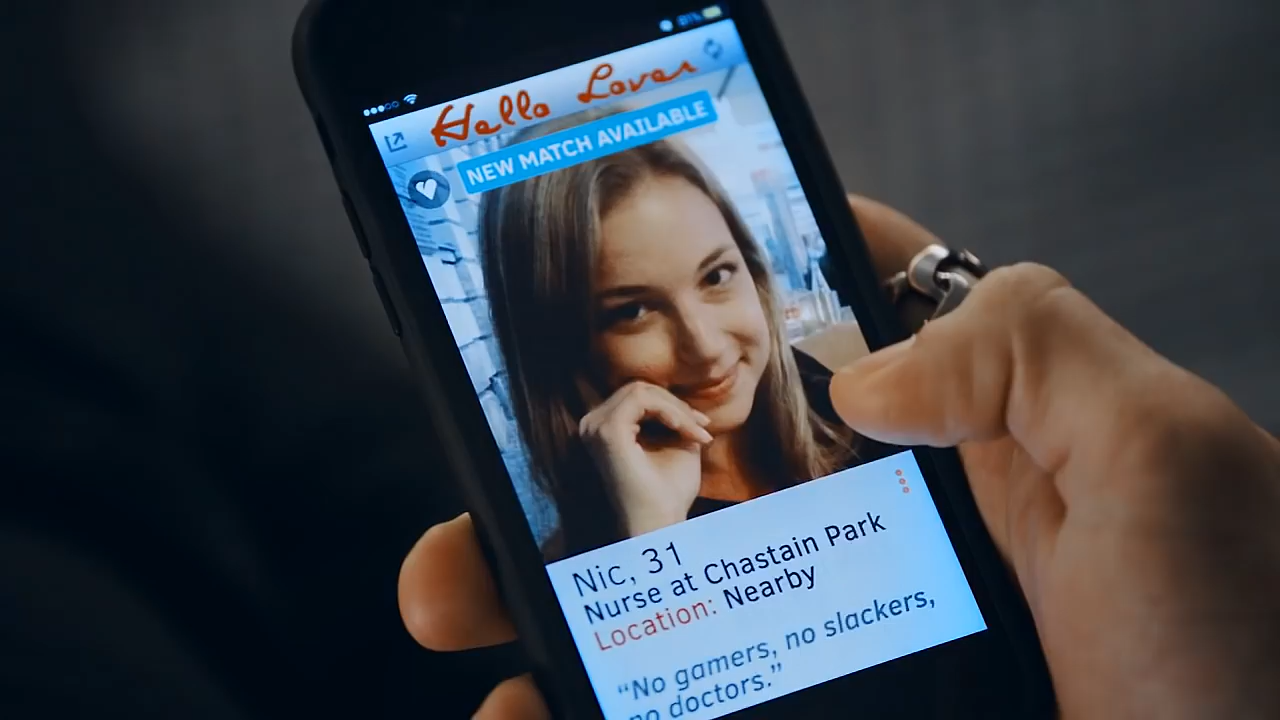 81%
Hello Lover
NEW MATCH AVAILABLE
Nic, 31
Nurse at Chastain Park
Location: Nearby
“No gamers, no slackers,
no doctors.”